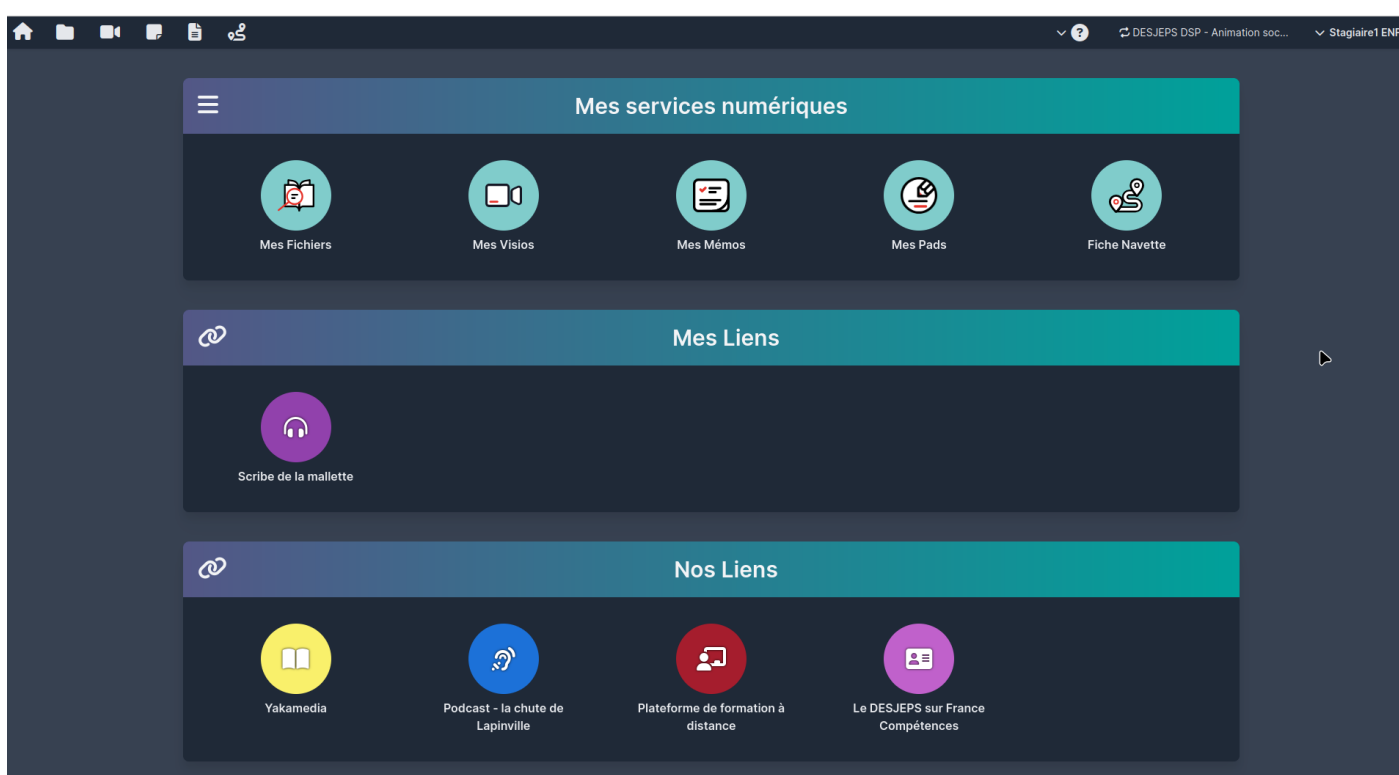 ? DESJEPS DSP - Animation soc... Stagiaire1 ENF
Mes services numériques
Mes Fichiers Mes Visios Mes Mémos Mes Pads Fiche Navette
Mes Liens
Scribe de la mallette
Nos Liens
Yakamedia Podcast - la chute de Plateforme de formation à Le DESJEPS sur France
Lapinville distance Compétences